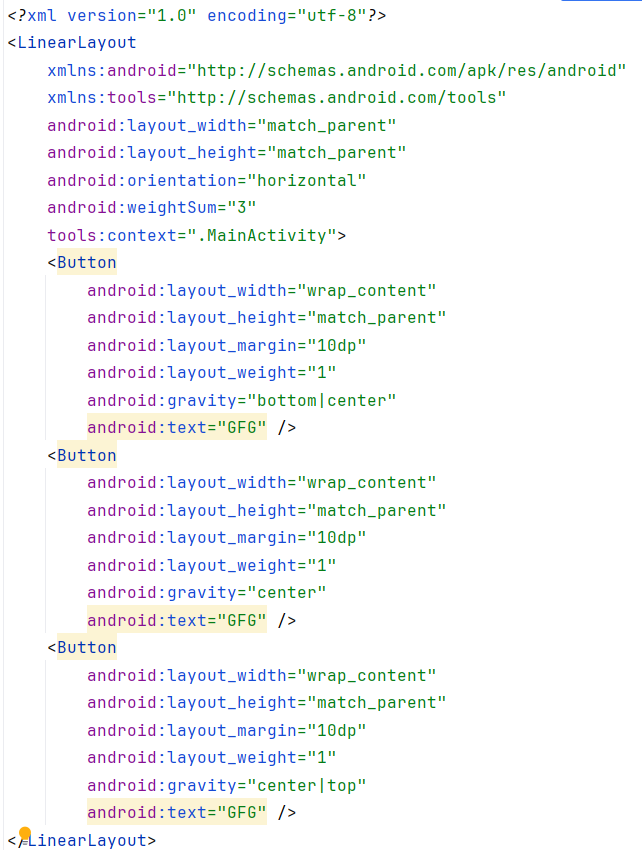 <?xml version="1.0" encoding="utf-8"?>
<LinearLayout
    xmlns:android="http://schemas.android.com/apk/res/android"
    xmlns:tools="http://schemas.android.com/tools"
    android:layout_width="match_parent"
    android:layout_height="match_parent"
    android:orientation="horizontal"
    android:weightSum="3"
    tools:context=".MainActivity">
    <Button
        android:layout_width="wrap_content"
        android:layout_height="match_parent"
        android:layout_margin="10dp"
        android:layout_weight="1"
        android:gravity="bottom|center"
        android:text="GFG" />
    <Button
        android:layout_width="wrap_content"
        android:layout_height="match_parent"
        android:layout_margin="10dp"
        android:layout_weight="1"
        android:gravity="center"
        android:text="GFG" />
    <Button
        android:layout_width="wrap_content"
        android:layout_height="match_parent"
        android:layout_margin="10dp"
        android:layout_weight="1"
        android:gravity="center|top"
        android:text="GFG" />
</LinearLayout>